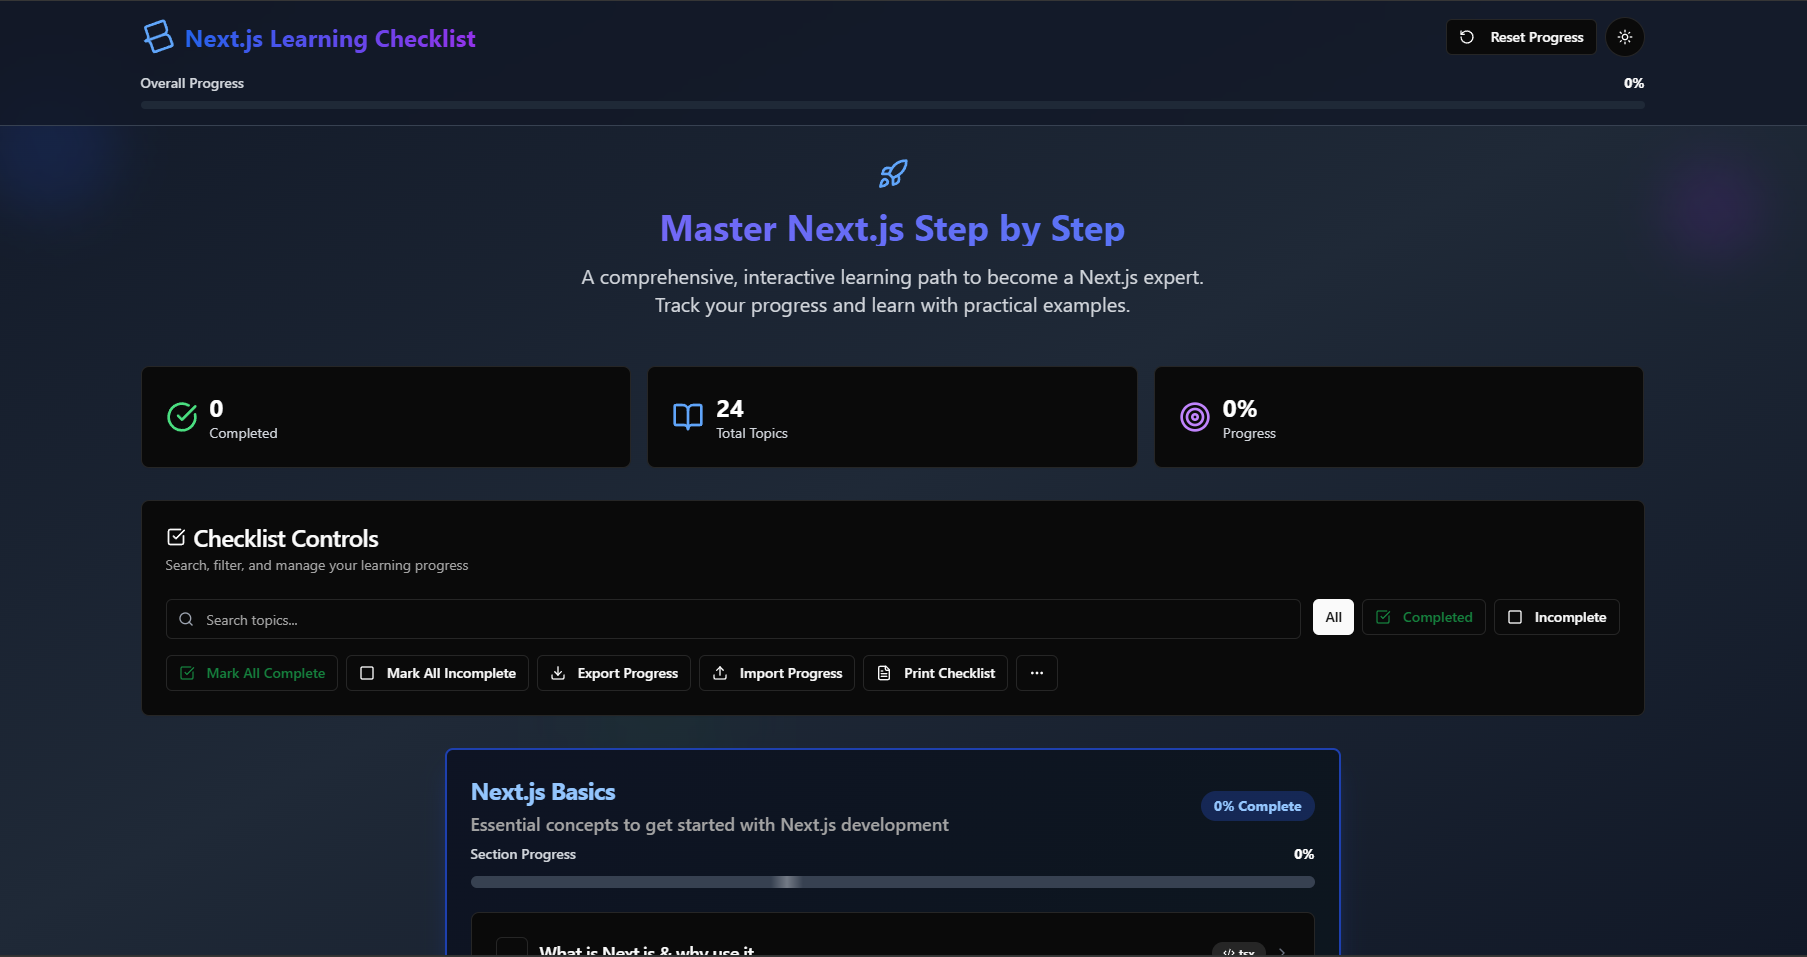 Next.js Learning Checklist
Reset Progress
Overall Progress
0%
Master Next.js Step by Step
A comprehensive, interactive learning path to become a Next.js expert.
Track your progress and learn with practical examples.
0
Completed
24
Total Topics
0%
Progress
Checklist Controls
Search, filter, and manage your learning progress
Search topics...
All
Completed
Incomplete
Mark All Complete
Mark All Incomplete
Export Progress
Import Progress
Print Checklist
Next.js Basics
0% Complete
Essential concepts to get started with Next.js development
Section Progress
0%
What is Next.js & why use it
tsx